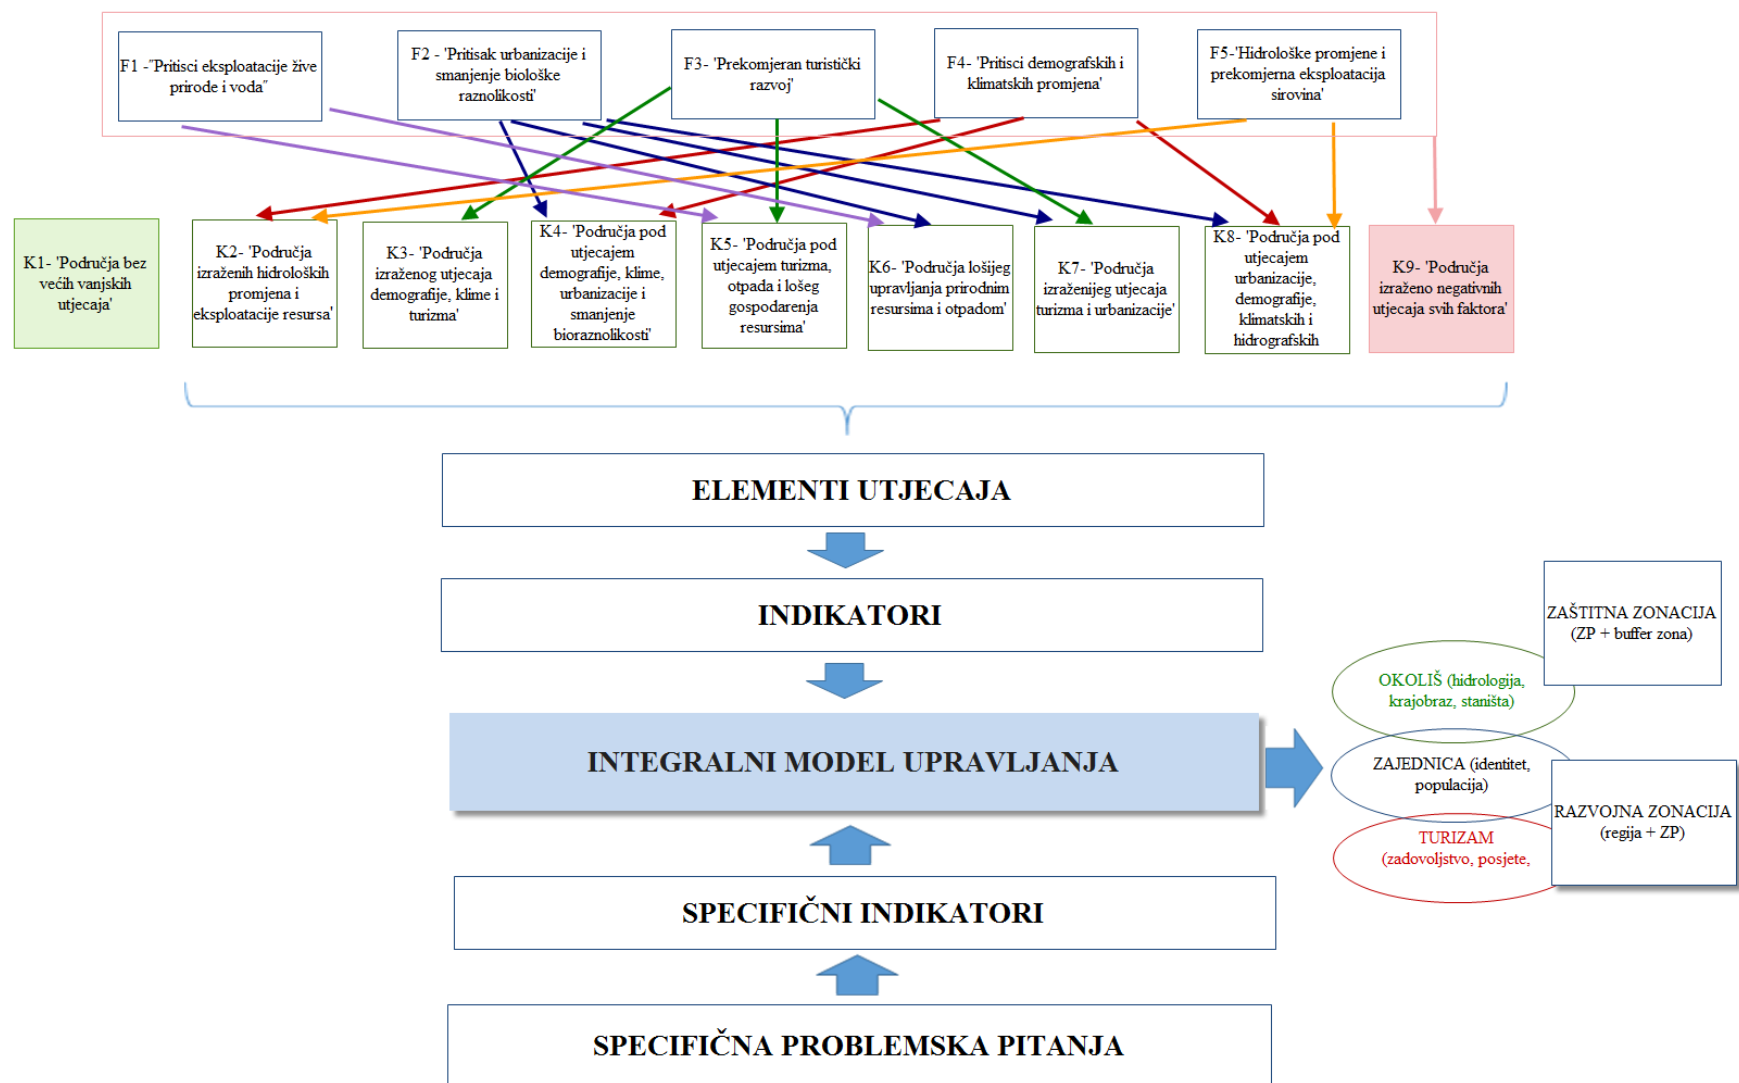 F1 -"Pritisci eksploatacije žive
prirode i voda"
F2 - 'Pritisak urbanizacije i
smanjenje biološke
raznolikosti'
F3- 'Prekomjeran turistički
razvoj'
F4- 'Pritisci demografskih i
klimatskih promjena'
F5-'Hidrološke promjene i
prekomjerna eksploatacija
sirovina'
K1- 'Područja bez
većih vanjskih
utjecaja'
K2- 'Područja
izraženih hidroloških
promjena i
eksploatacije resursa'
K3- 'Područja
izraženog utjecaja
demografije, klime i
turizma'
K4- 'Područja pod
utjecajem
demografije, klime,
urbanizacije i
smanjenje
bioraznolikosti'
K5- 'Područja pod
utjecajem turizma,
otpada i lošeg
gospodarenja
resursima'
K6- 'Područja lošijeg
upravljanja prirodnim
resursima i otpadom'
K7- 'Područja
izraženijeg utjecaja
turizma i urbanizacije'
K8- 'Područja pod
utjecajem
urbanizacije,
demografije,
klimatskih i
hidrografskih
K9- 'Područja
izraženo negativnih
utjecaja svih faktora'
ELEMENTI UTJECAJA
INDIKATORI
INTEGRALNI MODEL UPRAVLJANJA
SPECIFIČNI INDIKATORI
SPECIFIČNA PROBLEMSKA PITANJA
ZAŠTITNA ZONACIJA
(ZP + buffer zona)
OKOLIŠ (hidrologija,
krajobraz, staništa)
ZAJEDNICA (identitet,
populacija)
RAZVOJNA ZONACIJA
(regija + ZP)
TURIZAM
(zadovoljstvo, posjete,